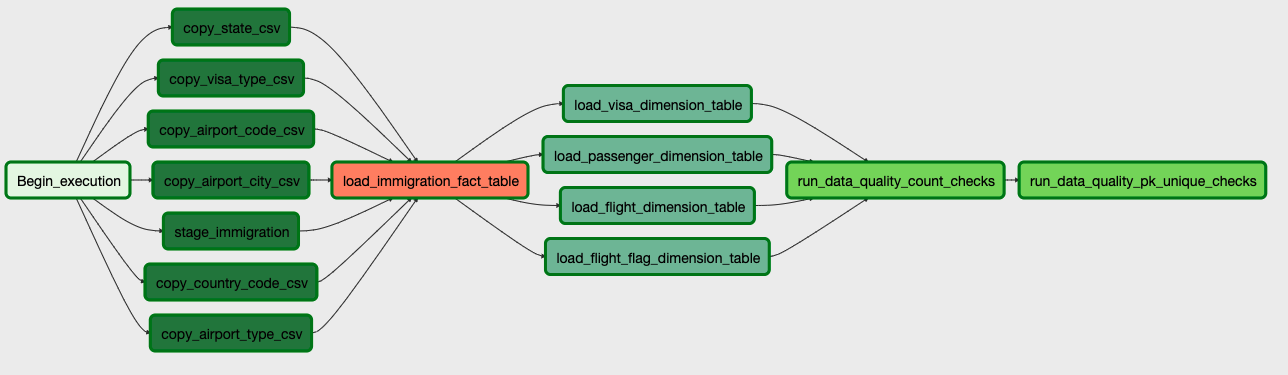 Begin_execution
copy_state_csv
copy_visa_type_csv
copy_airport_code_csv
copy_airport_city_csv
stage_immigration
copy_country_code_csv
copy_airport_type_csv
load_immigration_fact_table
load_visa_dimension_table
load_passenger_dimension_table
load_flight_dimension_table
load_flight_flag_dimension_table
run_data_quality_count_checks
run_data_quality_pk_unique_checks